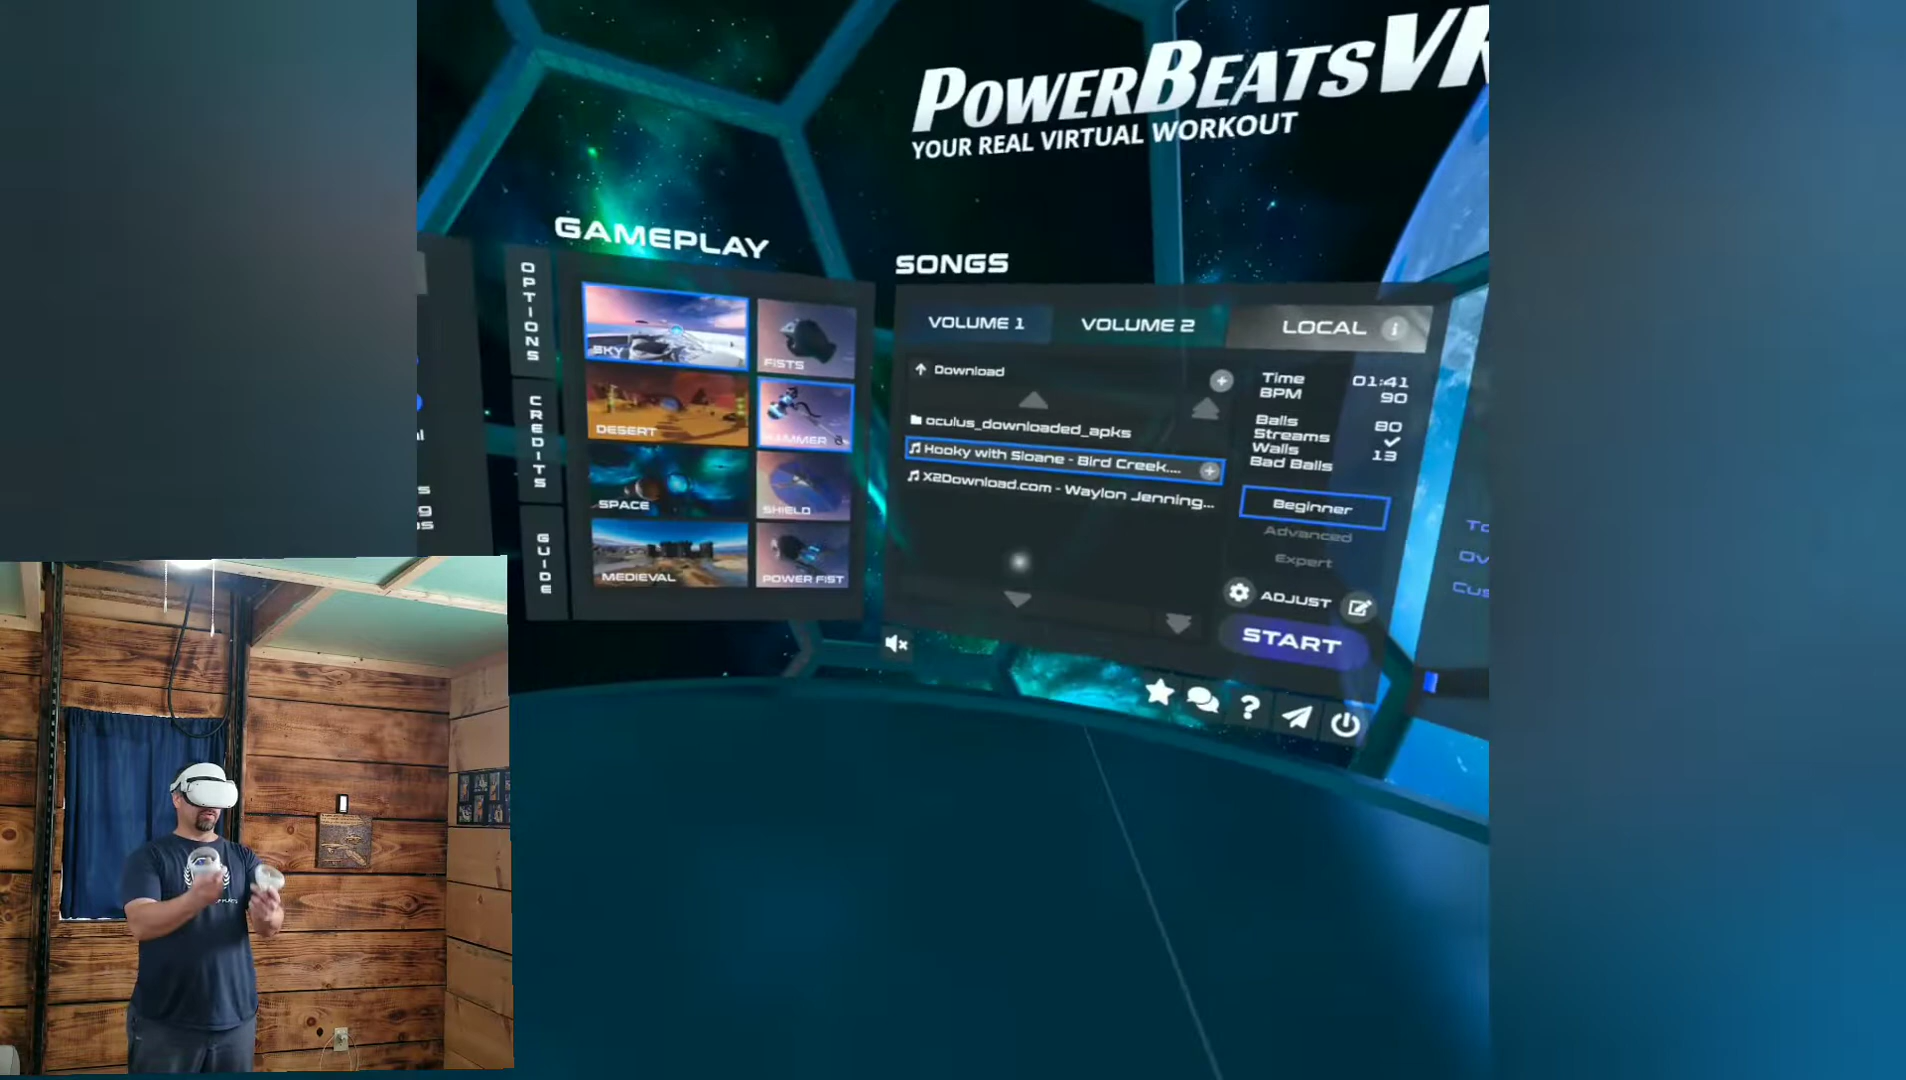 POWERBEATSVR
YOUR REAL VIRTUAL WORKOUT
GAMEPLAY
OPTIONS
CREDITS
GUIDE
SKY
DESERT
SPACE
MEDIEVAL
FISTS
HAMMER
SHIELD
POWER FIST
SONGS
VOLUME 1
VOLUME 2
LOCAL i
Download
oculus_downloaded_apks
Hooky with Sloane - Bird Creek....
X2Download.com - Waylon Jenning...
Time 01:41
BPM 90
Balls 80
Streams
Walls 13
Bad Balls
Beginner
Advanced
Expert
ADJUST
START
?